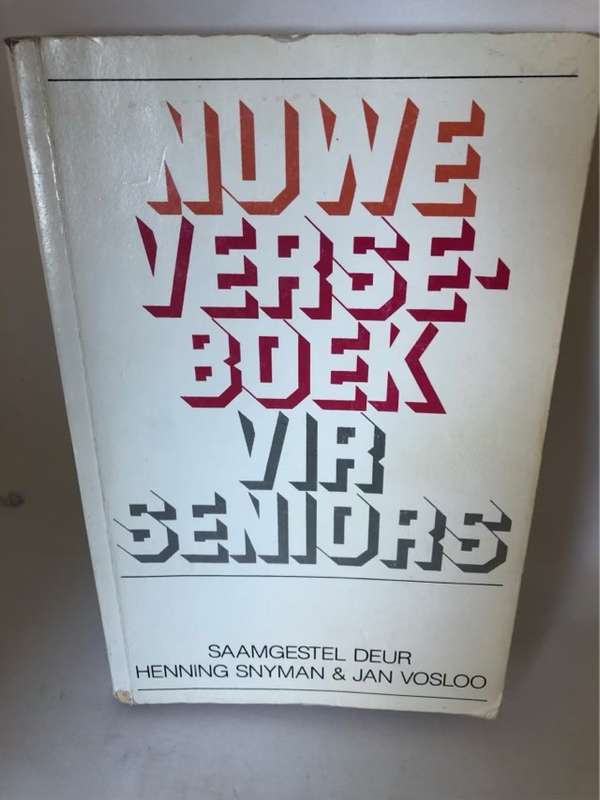 NUWE
VERSE-
BOEK
VIR
SENIORS
SAAMGESTEL DEUR
HENNING SNYMAN & JAN VOSLOO